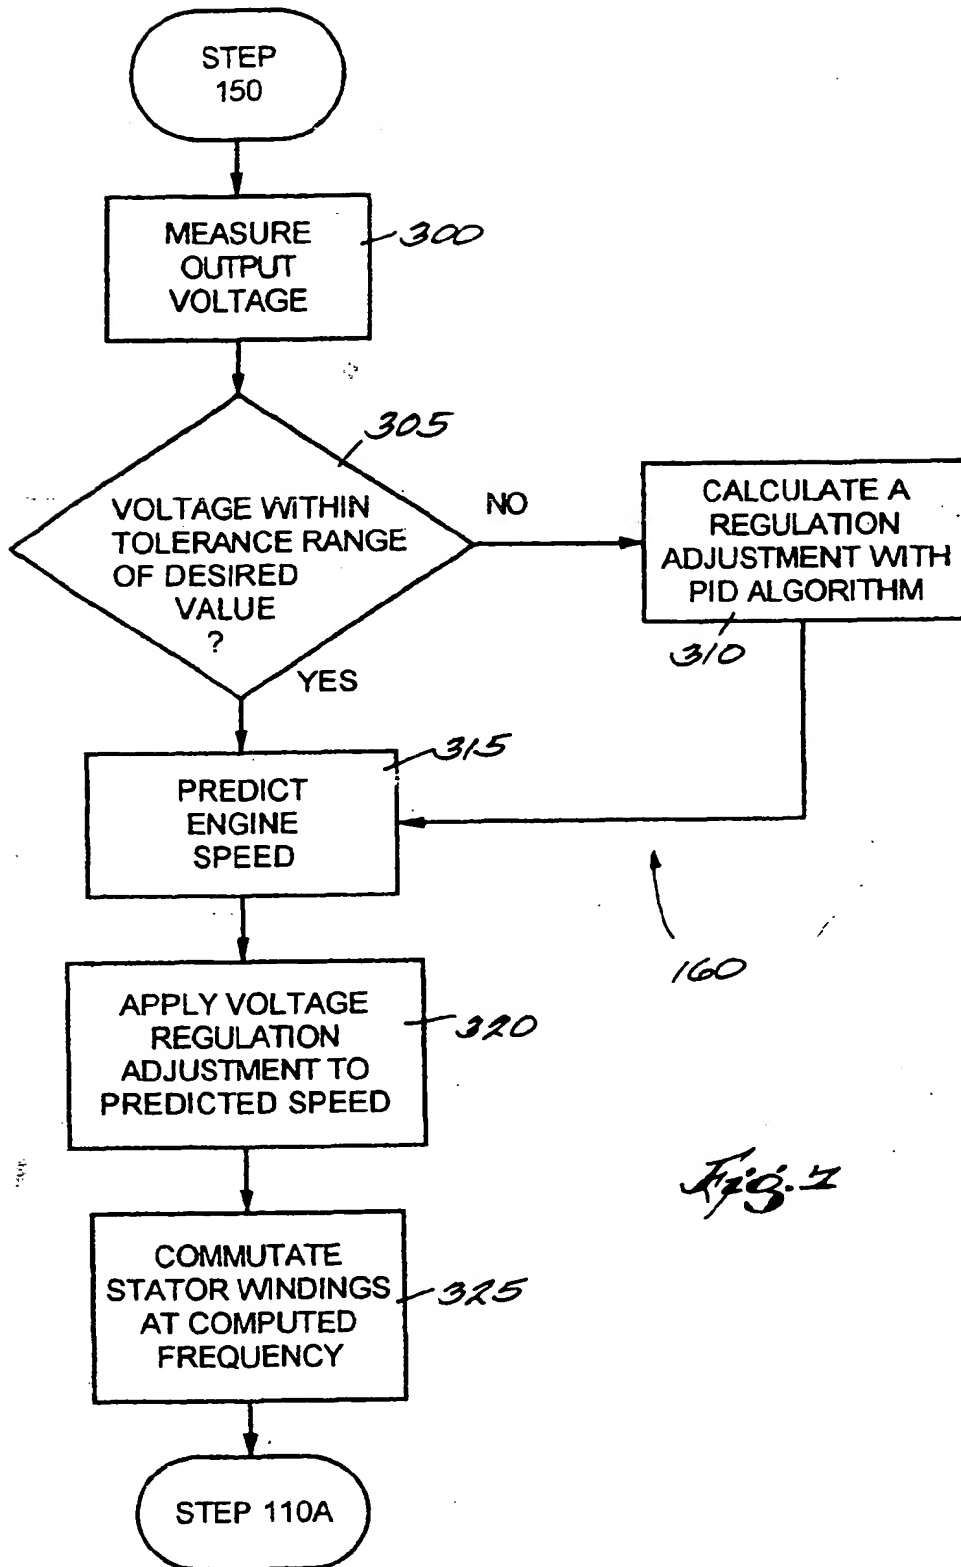 STEP
150
MEASURE
OUTPUT
VOLTAGE
300
305
VOLTAGE WITHIN
TOLERANCE RANGE
OF DESIRED
VALUE
?
NO
YES
CALCULATE A
REGULATION
ADJUSTMENT WITH
PID ALGORITHM
310
PREDICT
ENGINE
SPEED
315
160
APPLY VOLTAGE
REGULATION
ADJUSTMENT TO
PREDICTED SPEED
320
COMMUTATE
STATOR WINDINGS
AT COMPUTED
FREQUENCY
325
Fig. 7
STEP 110A